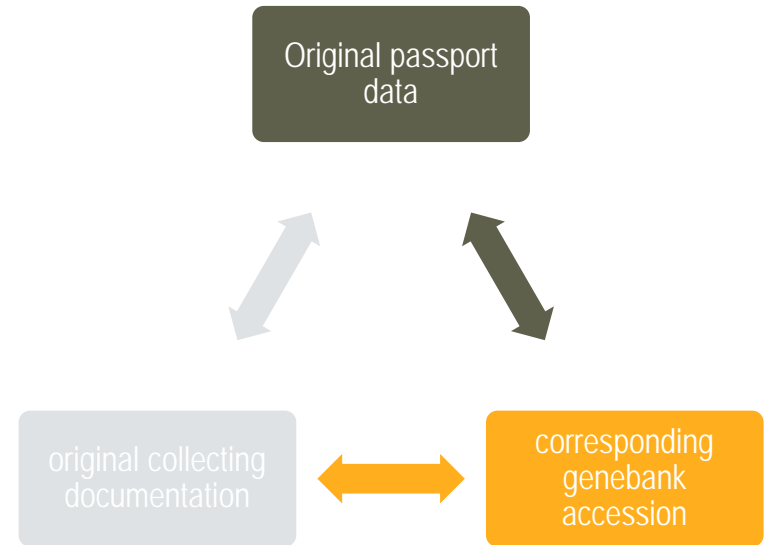 Original passport
data
original collecting
documentation
corresponding
genebank
accession